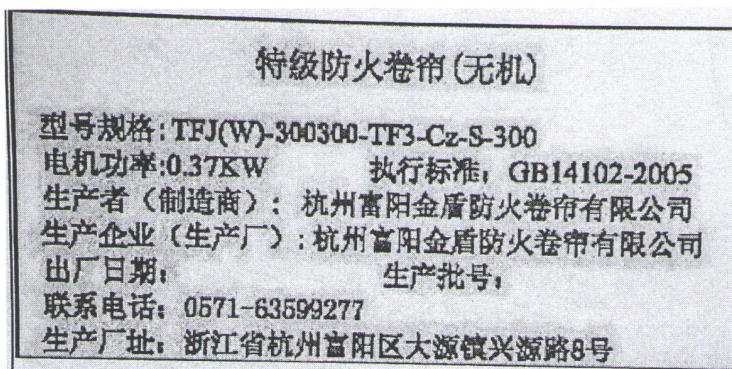 特级防火卷帘(无机)
型号规格:TFJ(W)-300300-TF3-Cz-S-300
电机功率:0.37KW 执行标准:GB14102-2005
生产者(制造商):杭州富阳金盾防火卷帘有限公司
生产企业(生产厂):杭州富阳金盾防火卷帘有限公司
出厂日期: 生产批号:
联系电话:0571-63599277
生产厂址:浙江省杭州富阳区大源镇兴源路8号